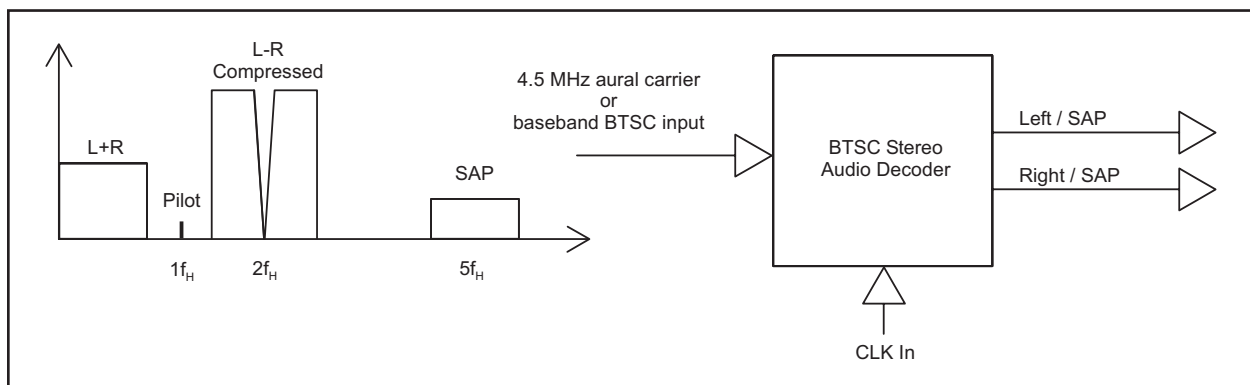 L-R
Compressed
L+R
Pilot
SAP
1fH
2fH
5fH
4.5 MHz aural carrier
or
baseband BTSC input
BTSC Stereo
Audio Decoder
Left / SAP
Right / SAP
CLK In